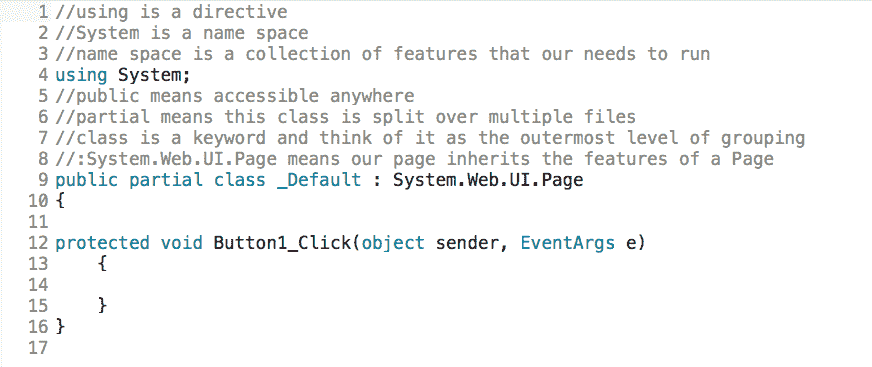 1 //using is a directive
2 //System is a name space
3 //name space is a collection of features that our needs to run
4 using System;
5 //public means accessible anywhere
6 //partial means this class is split over multiple files
7 //class is a keyword and think of it as the outermost level of grouping
8 //:System.Web.UI.Page means our page inherits the features of a Page
9 public partial class _Default : System.Web.UI.Page
10 {
11
12 protected void Button1_Click(object sender, EventArgs e)
13     {
14
15     }
16 }
17